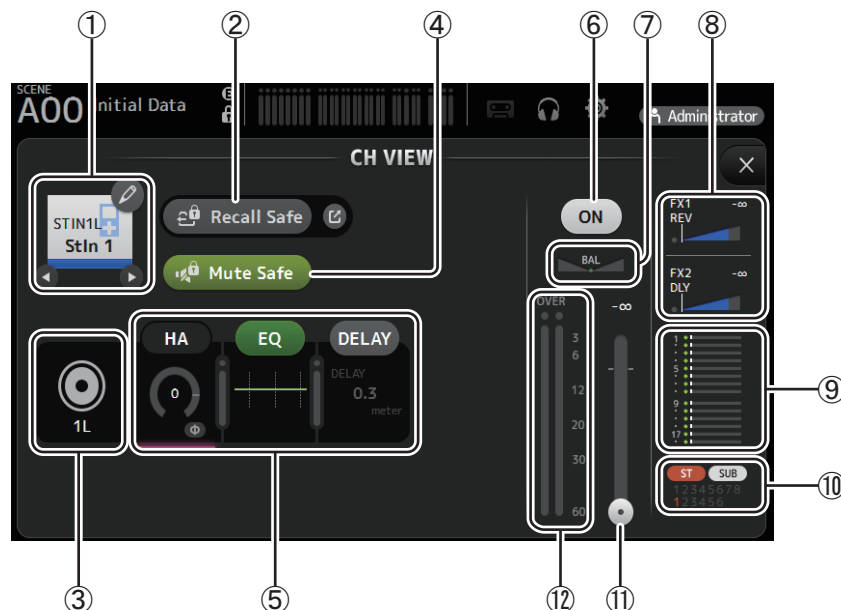 ① ② ④ ⑥ ⑦ ⑧
SCENE
A00 Initial Data
Administrator
CH VIEW
STIN1L
StIn 1
Recall Safe
Mute Safe
ON
BAL
FX1 -∞
REV
FX2 -∞
DLY
HA EQ DELAY
0
Φ
DELAY
0.3
meter
1L
OVER
-∞
3
6
12
20
30
60
1
5
9
17
⑨
ST SUB
12345678
123456
⑩
③ ⑤ ⑫ ⑪